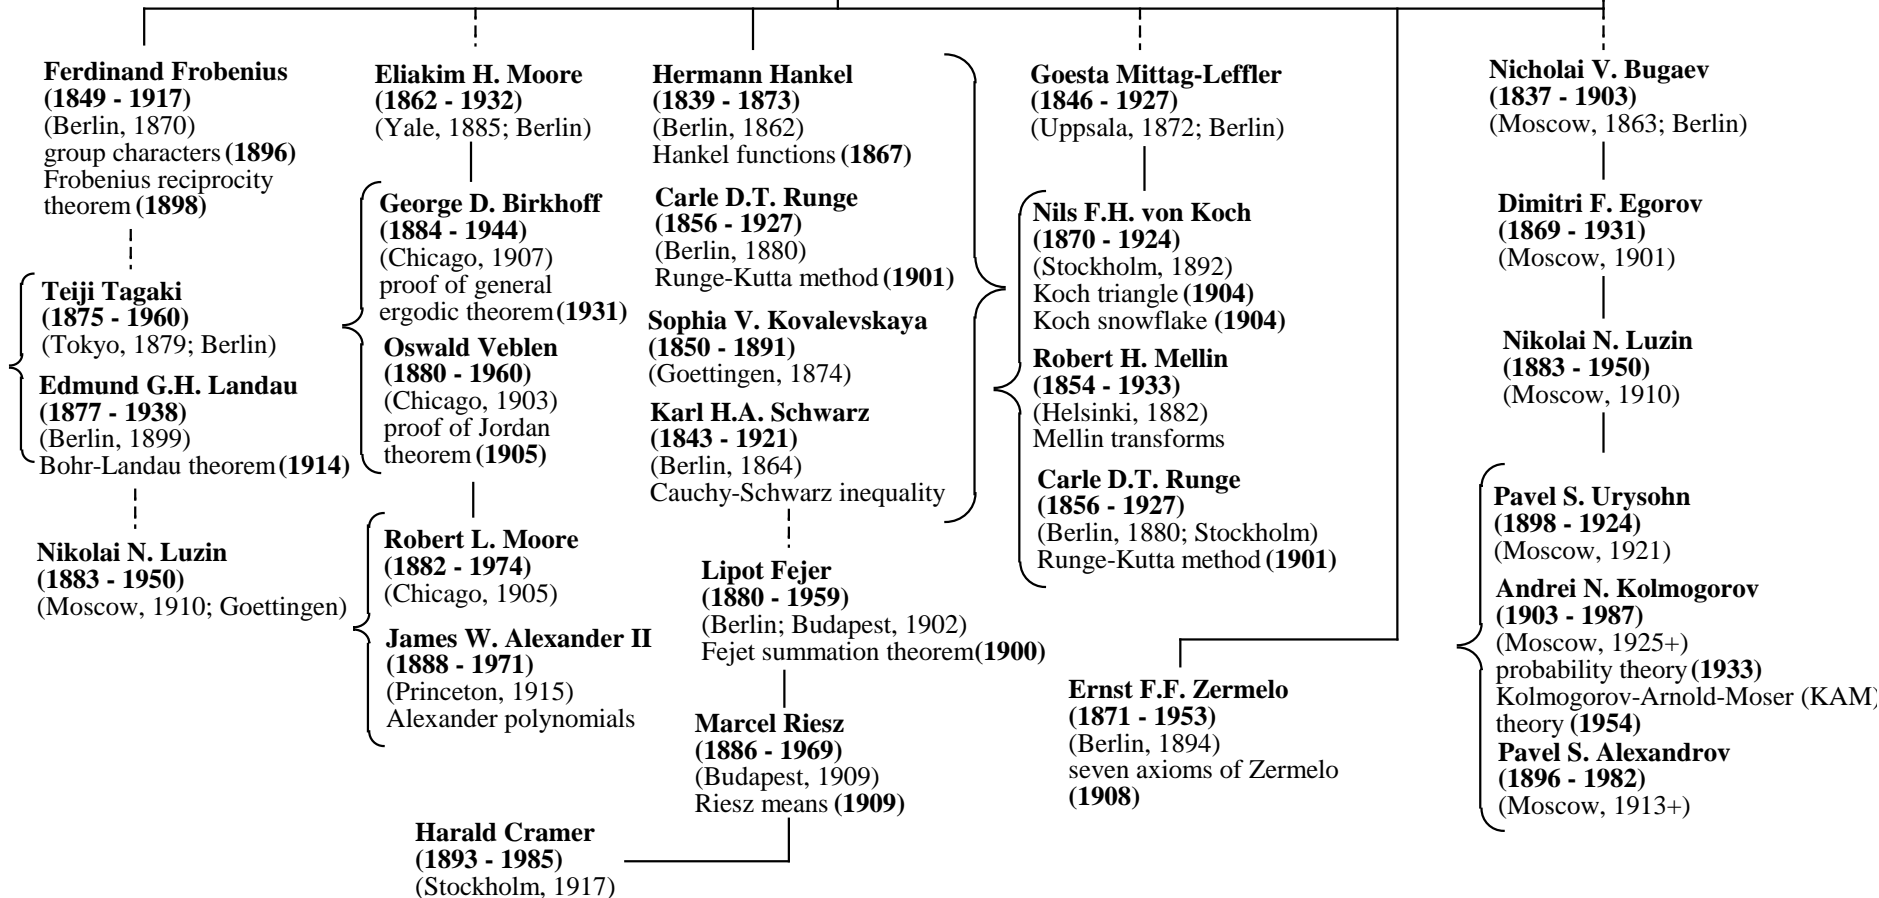 Ferdinand Frobenius
(1849 - 1917)
(Berlin, 1870)
group characters (1896)
Frobenius reciprocity
theorem (1898)
Teiji Tagaki
(1875 - 1960)
(Tokyo, 1879; Berlin)
Edmund G.H. Landau
(1877 - 1938)
(Berlin, 1899)
Bohr-Landau theorem (1914)
Nikolai N. Luzin
(1883 - 1950)
(Moscow, 1910; Goettingen)
Eliakim H. Moore
(1862 - 1932)
(Yale, 1885; Berlin)
George D. Birkhoff
(1884 - 1944)
(Chicago, 1907)
proof of general
ergodic theorem (1931)
Oswald Veblen
(1880 - 1960)
(Chicago, 1903)
proof of Jordan
theorem (1905)
Robert L. Moore
(1882 - 1974)
(Chicago, 1905)
James W. Alexander II
(1888 - 1971)
(Princeton, 1915)
Alexander polynomials
Hermann Hankel
(1839 - 1873)
(Berlin, 1862)
Hankel functions (1867)
Carle D.T. Runge
(1856 - 1927)
(Berlin, 1880)
Runge-Kutta method (1901)
Sophia V. Kovalevskaya
(1850 - 1891)
(Goettingen, 1874)
Karl H.A. Schwarz
(1843 - 1921)
(Berlin, 1864)
Cauchy-Schwarz inequality
Lipot Fejer
(1880 - 1959)
(Berlin; Budapest, 1902)
Fejet summation theorem (1900)
Marcel Riesz
(1886 - 1969)
(Budapest, 1909)
Riesz means (1909)
Harald Cramer
(1893 - 1985)
(Stockholm, 1917)
Goesta Mittag-Leffler
(1846 - 1927)
(Uppsala, 1872; Berlin)
Nils F.H. von Koch
(1870 - 1924)
(Stockholm, 1892)
Koch triangle (1904)
Koch snowflake (1904)
Robert H. Mellin
(1854 - 1933)
(Helsinki, 1882)
Mellin transforms
Carle D.T. Runge
(1856 - 1927)
(Berlin, 1880; Stockholm)
Runge-Kutta method (1901)
Ernst F.F. Zermelo
(1871 - 1953)
(Berlin, 1894)
seven axioms of Zermelo
(1908)
Nicholai V. Bugaev
(1837 - 1903)
(Moscow, 1863; Berlin)
Dimitri F. Egorov
(1869 - 1931)
(Moscow, 1901)
Nikolai N. Luzin
(1883 - 1950)
(Moscow, 1910)
Pavel S. Urysohn
(1898 - 1924)
(Moscow, 1921)
Andrei N. Kolmogorov
(1903 - 1987)
(Moscow, 1925+)
probability theory (1933)
Kolmogorov-Arnold-Moser (KAM)
theory (1954)
Pavel S. Alexandrov
(1896 - 1982)
(Moscow, 1913+)